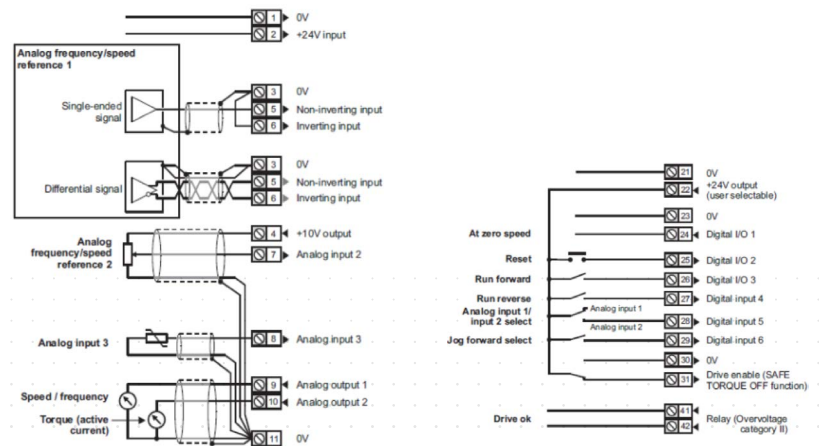 1 0V
2 +24V input
Analog frequency/speed
reference 1
Single-ended
signal
3 0V
5 Non-inverting input
6 Inverting input
Differential signal
3 0V
5 Non-inverting input
6 Inverting input
Analog
frequency/speed
reference 2
4 +10V output
7 Analog input 2
Analog input 3
8 Analog input 3
Speed / frequency
9 Analog output 1
10 Analog output 2
Torque (active
current)
11 0V
21 0V
22 +24V output
(user selectable)
23 0V
At zero speed
24 Digital I/O 1
Reset
25 Digital I/O 2
Run forward
26 Digital I/O 3
Run reverse
27 Digital input 4
Analog input 1/
input 2 select
Analog input 1
Analog input 2
28 Digital input 5
Jog forward select
29 Digital input 6
30 0V
31 Drive enable (SAFE
TORQUE OFF function)
Drive ok
41
42
Relay (Overvoltage
category II)